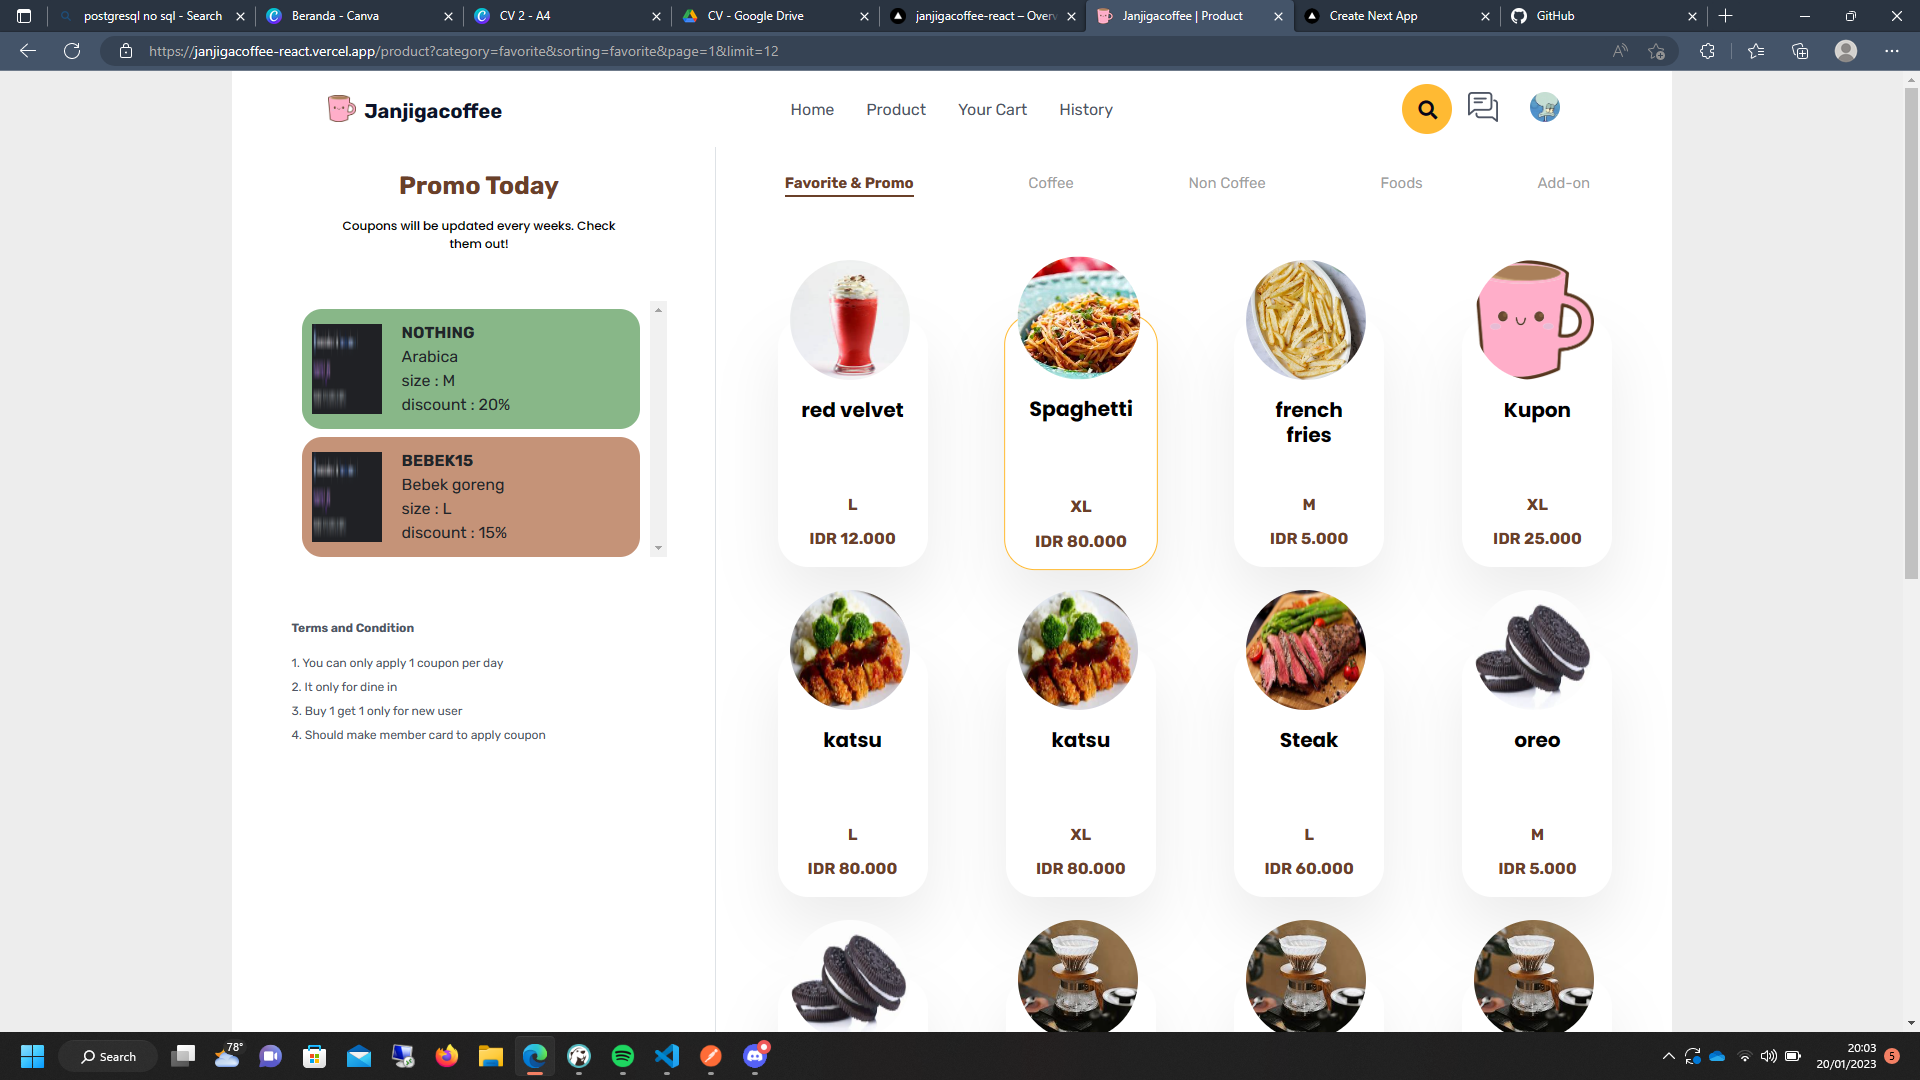 postgresql no sql - Search
Beranda - Canva
CV 2 - A4
CV - Google Drive
janjigacoffee-react – Overv
Janjigacoffee | Product
Create Next App
GitHub
https://janjigacoffee-react.vercel.app/product?category=favorite&sorting=favorite&page=1&limit=12
Janjigacoffee
Home
Product
Your Cart
History
Promo Today
Coupons will be updated every weeks. Check
them out!
NOTHING
Arabica
size : M
discount : 20%
BEBEK15
Bebek goreng
size : L
discount : 15%
Terms and Condition
1. You can only apply 1 coupon per day
2. It only for dine in
3. Buy 1 get 1 only for new user
4. Should make member card to apply coupon
Favorite & Promo
Coffee
Non Coffee
Foods
Add-on
red velvet
L
IDR 12.000
Spaghetti
XL
IDR 80.000
french
fries
M
IDR 5.000
Kupon
XL
IDR 25.000
katsu
L
IDR 80.000
katsu
XL
IDR 80.000
Steak
L
IDR 60.000
oreo
M
IDR 5.000
Search
78°
20:03
20/01/2023
5